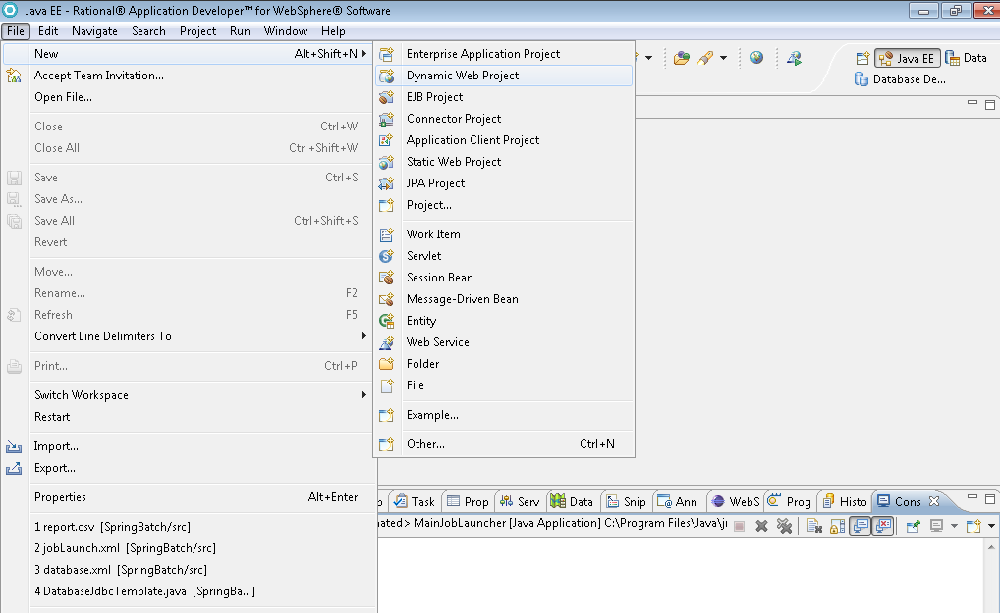 Java EE - Rational® Application Developer™ for WebSphere® Software
File Edit Navigate Search Project Run Window Help
New Alt+Shift+N
Accept Team Invitation...
Open File...
Close Ctrl+W
Close All Ctrl+Shift+W
Save Ctrl+S
Save As...
Save All Ctrl+Shift+S
Revert
Move...
Rename... F2
Refresh F5
Convert Line Delimiters To
Print... Ctrl+P
Switch Workspace
Restart
Import...
Export...
Properties Alt+Enter
1 report.csv [SpringBatch/src]
2 jobLaunch.xml [SpringBatch/src]
3 database.xml [SpringBatch/src]
4 DatabaseJdbcTemplate.java [SpringBa...]
Enterprise Application Project
Dynamic Web Project
EJB Project
Connector Project
Application Client Project
Static Web Project
JPA Project
Project...
Work Item
Servlet
Session Bean
Message-Driven Bean
Entity
Web Service
Folder
File
Example...
Other... Ctrl+N
Java EE Data
Database De...
Task Prop Serv Data Snip Ann WebS Prog Histo Cons
nated> MainJobLauncher [Java Application] C:\Program Files\Java\j